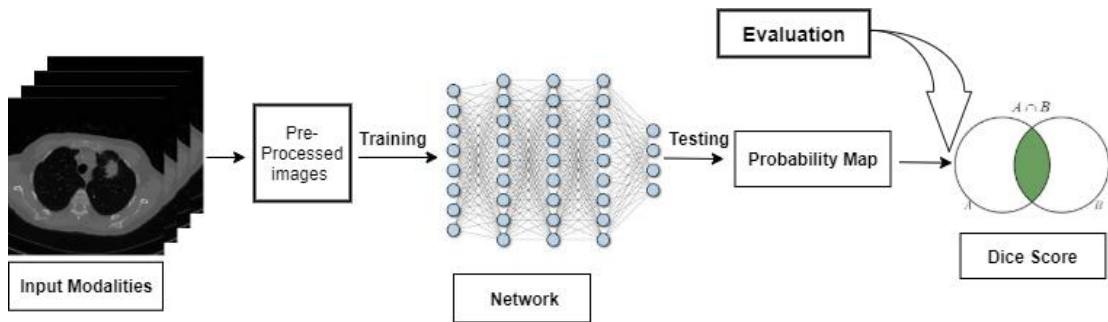 Evaluation
A ∩ B
Pre-
Processed
images
Training
Testing
Probability Map
A
B
Input Modalities
Network
Dice Score